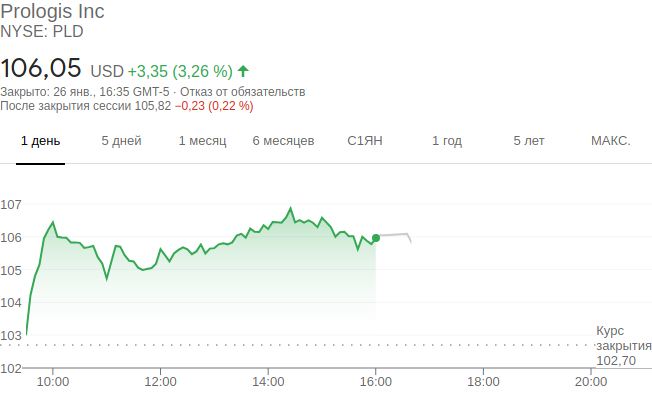 Prologis Inc
NYSE: PLD
106,05 USD +3,35 (3,26 %)
Закрыто: 26 янв., 16:35 GMT-5 · Отказ от обязательств
После закрытия сессии 105,82 −0,23 (0,22 %)
1 день 5 дней 1 месяц 6 месяцев С1ЯН 1 год 5 лет МАКС.
107
106
105
104
103
Курс
закрытия
102,70
102
10:00 12:00 14:00 16:00 18:00 20:00